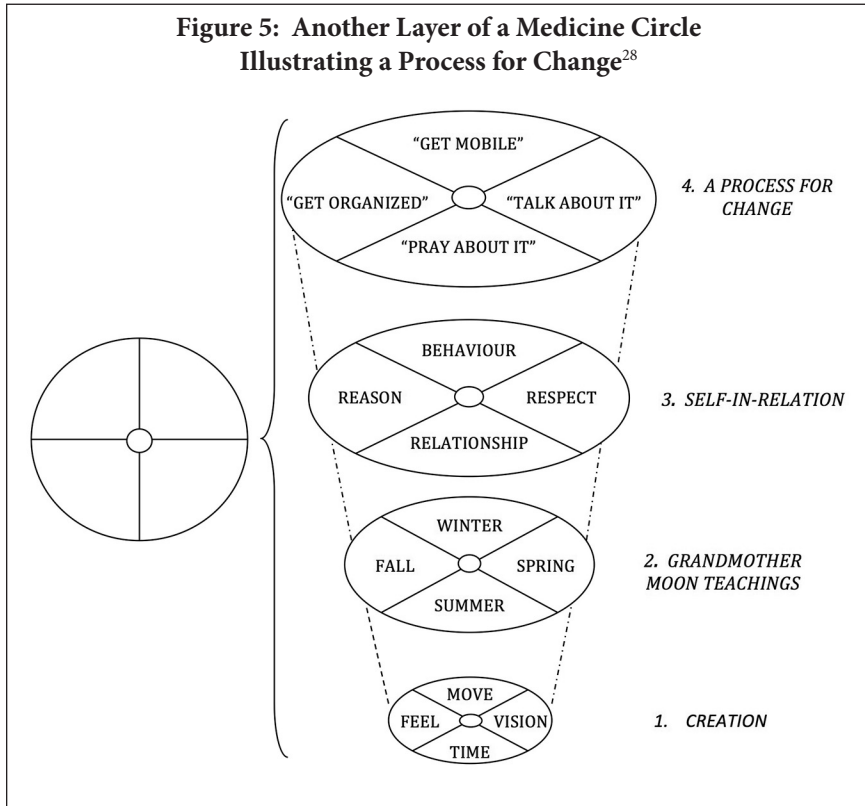 Figure 5:  Another Layer of a Medicine Circle
Illustrating a Process for Change28
“GET MOBILE”
“GET ORGANIZED”
“TALK ABOUT IT”
“PRAY ABOUT IT”
4.  A PROCESS FOR
CHANGE
BEHAVIOUR
REASON
RESPECT
RELATIONSHIP
3.  SELF-IN-RELATION
WINTER
FALL
SPRING
SUMMER
2.  GRANDMOTHER
MOON TEACHINGS
MOVE
FEEL
VISION
TIME
1.   CREATION